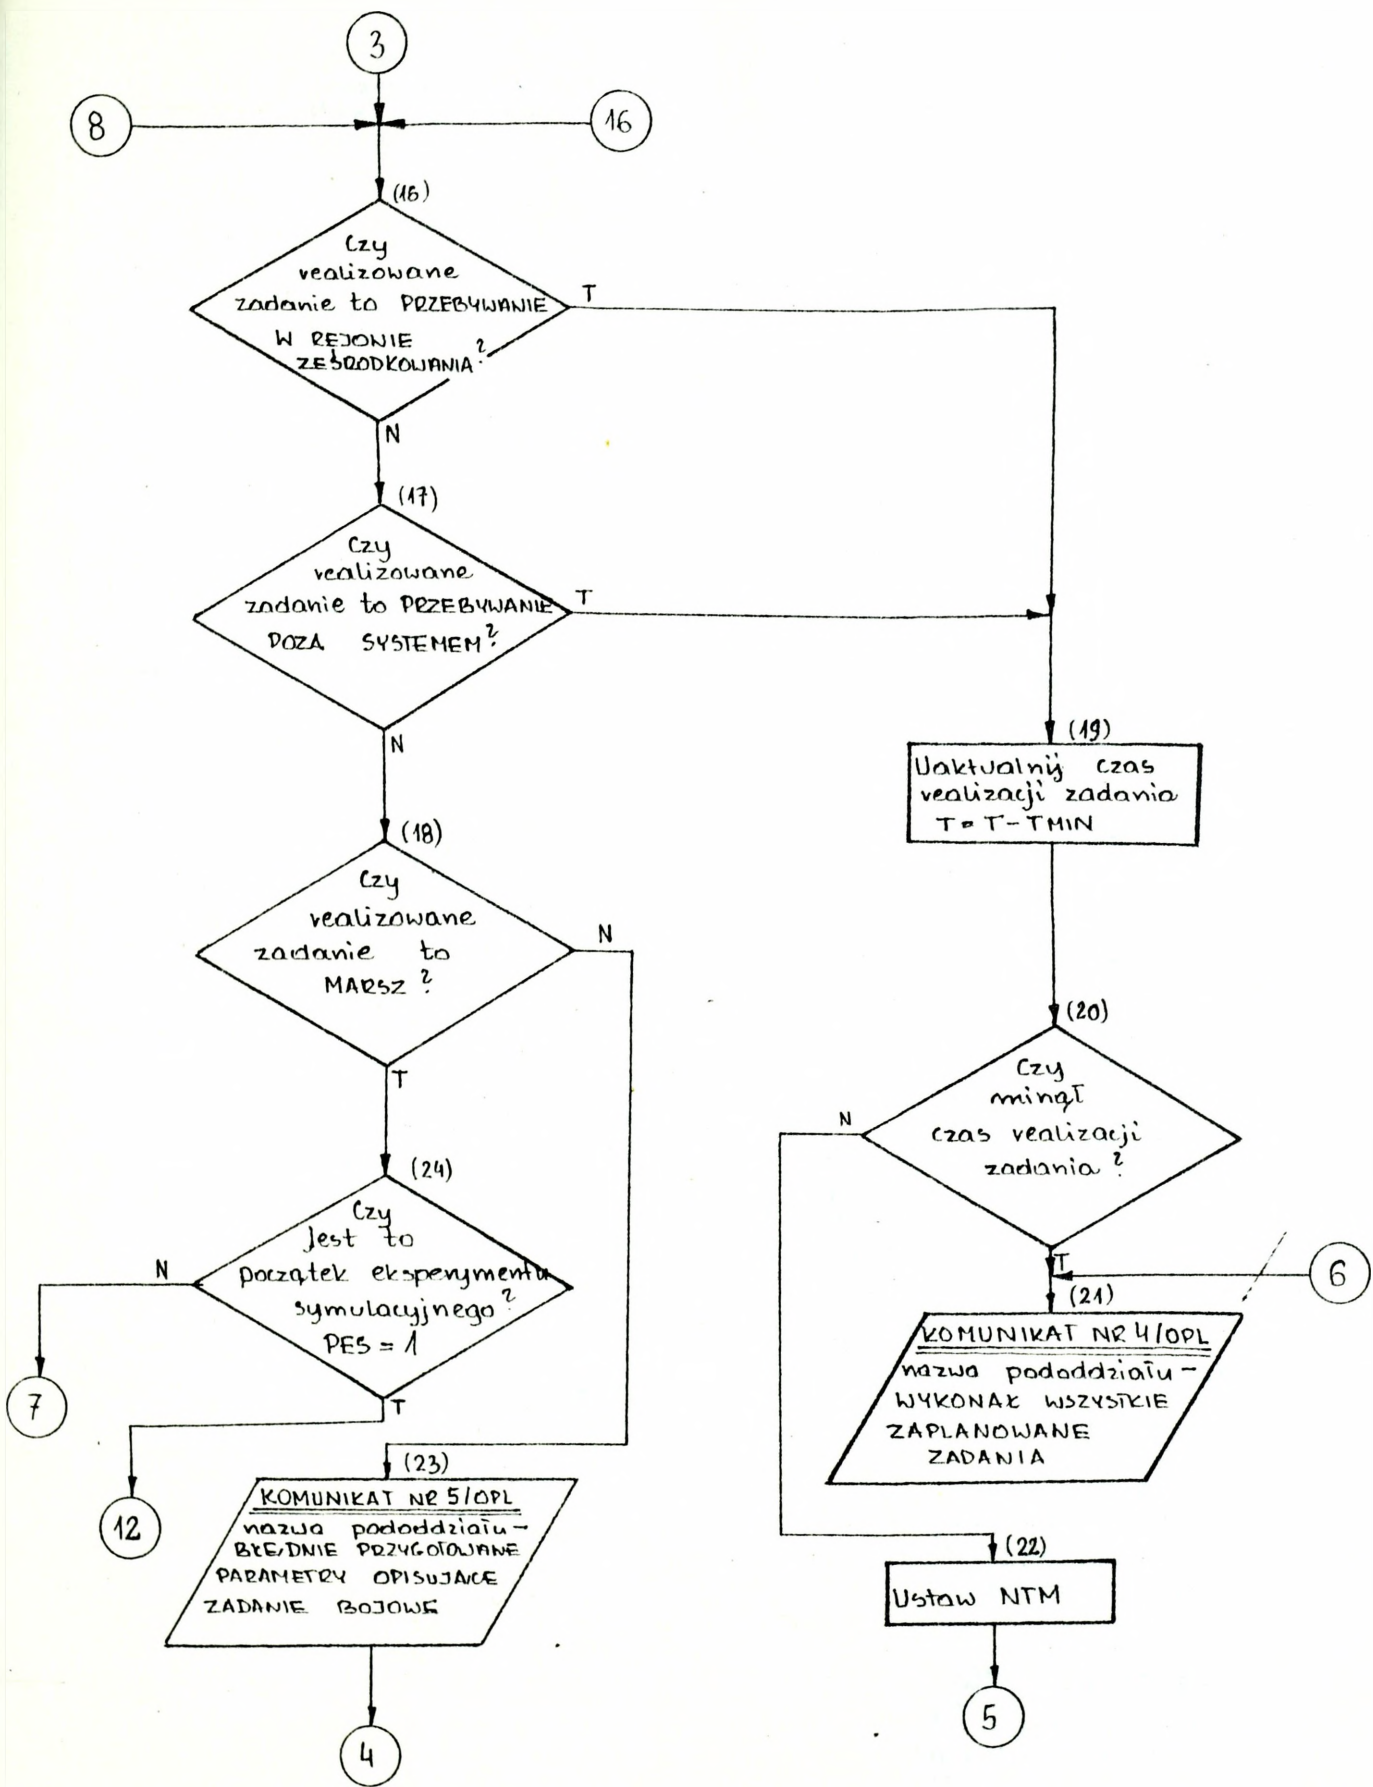 3
8
16
(16)
Czy
realizowane
zadanie to PRZEBYWANIE
W REJONIE
ZEŚRODKOWANIA?
T
N
(17)
Czy
realizowane
zadanie to PRZEBYWANIE
POZA SYSTEMEM?
T
N
(19)
Uaktualnij czas
realizacji zadania
T = T - TMIN
(18)
Czy
realizowane
zadanie to
MARSZ?
N
T
(20)
Czy
minął
czas realizacji
zadania?
N
T
6
(24)
Czy
Jest to
początek eksperymentu
symulacyjnego?
PES = 1
N
T
7
12
(21)
KOMUNIKAT NR 4/OPL
nazwa pododdziału -
WYKONAŁ WSZYSTKIE
ZAPLANOWANE
ZADANIA
(23)
KOMUNIKAT NR 5/OPL
nazwa pododdziału -
BŁĘDNIE PRZYGOTOWANE
PARAMETRY OPISUJĄCE
ZADANIE BOJOWE
4
(22)
Ustaw NTM
5